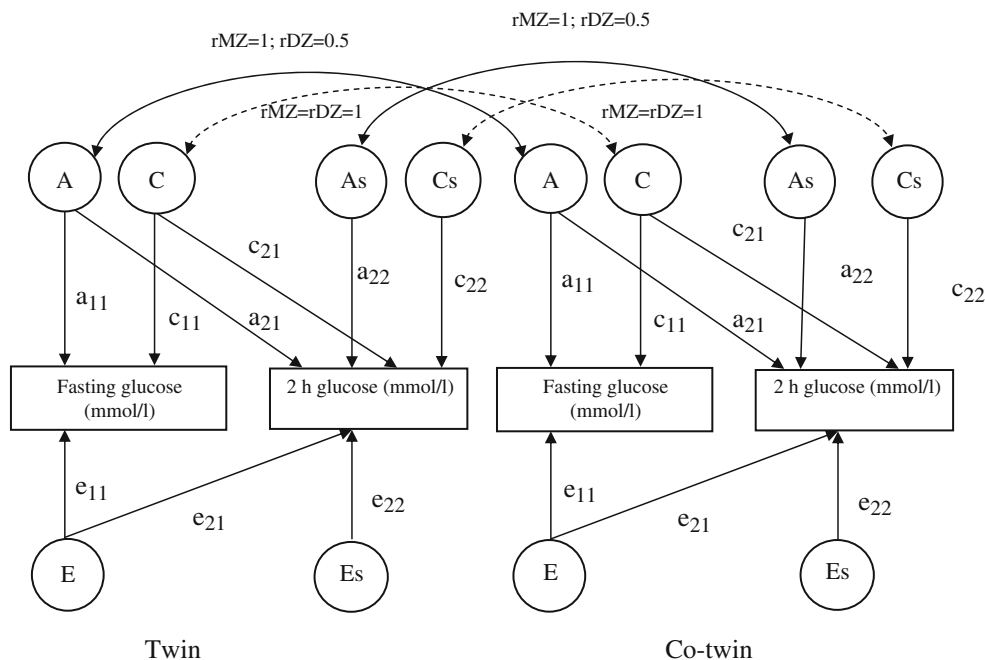 rMZ=1; rDZ=0.5
rMZ=1; rDZ=0.5
rMZ=rDZ=1
rMZ=rDZ=1
A C As Cs A C As Cs
a11 c11 a21 c21 a22 c22 a11 c11 a21 c21 a22 c22
Fasting glucose
(mmol/l)
2 h glucose (mmol/l)
Fasting glucose
(mmol/l)
2 h glucose (mmol/l)
e11 e21 e22 e11 e21 e22
E Es E Es
Twin Co-twin